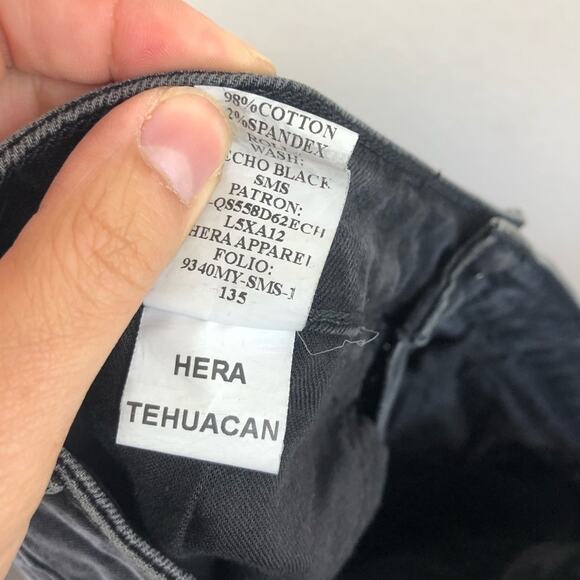 98%COTTON
2%SPANDEX
WASH:
ECHO BLACK
SMS
PATRON:
-QS558D62ECH
L5XA12
HERA APPAREL
FOLIO:
9340MY-SMS-1
135
HERA
TEHUACAN